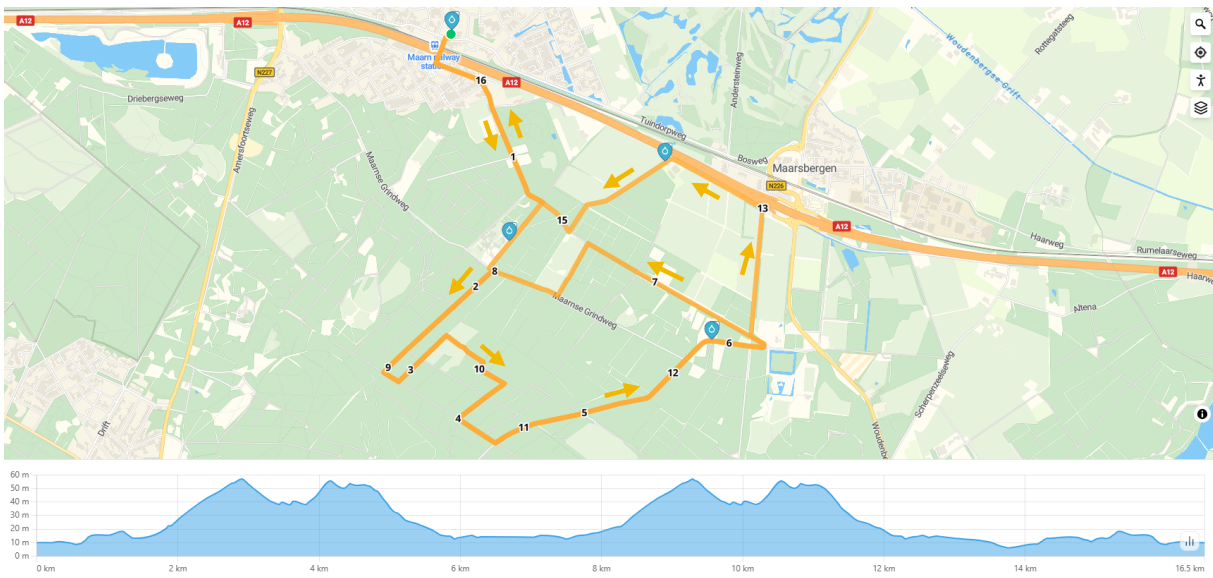 A12
A12
N227
Driebergseweg
Amersfoortseweg
Maarn railway
station
16
A12
Maarnse Grindweg
1
Tuindorpweg
Andersteinweg
Bosweg
Maarsbergen
N226
Woudenbergse-Grift
Rottegatsteeg
13
A12
15
Haarweg
Rumelaarseweg
A12
Haarw
8
2
7
Maarnse Grindweg
Altena
6
9
3
10
12
Scherpenzeelseweg
4
5
11
Drift
Woudenb
60 m
50 m
40 m
30 m
20 m
10 m
0 m
0 km
2 km
4 km
6 km
8 km
10 km
12 km
14 km
16.5 km